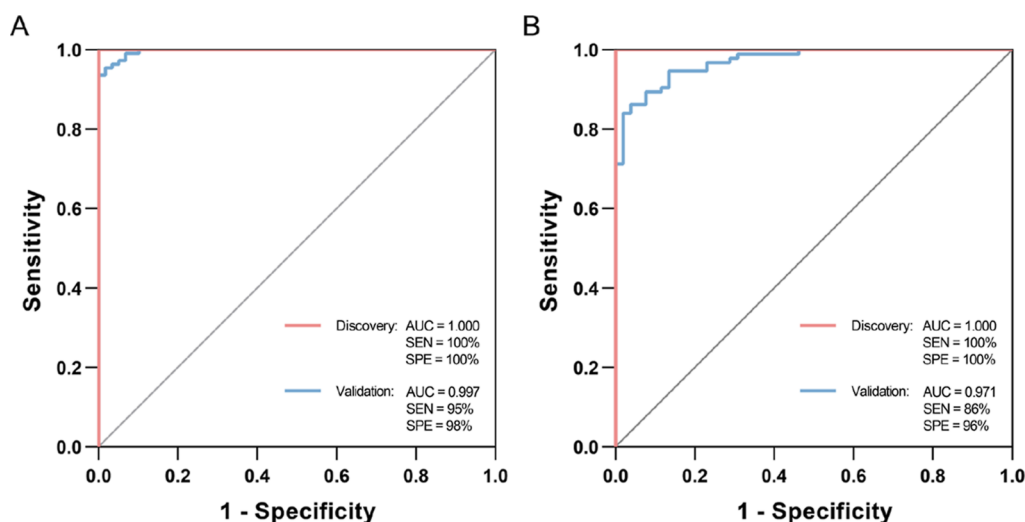 A
1.0
0.8
0.6
0.4
0.2
0.0
Sensitivity
0.0 0.2 0.4 0.6 0.8 1.0
1 - Specificity
Discovery: AUC = 1.000
SEN = 100%
SPE = 100%
Validation: AUC = 0.997
SEN = 95%
SPE = 98%
B
1.0
0.8
0.6
0.4
0.2
0.0
Sensitivity
0.0 0.2 0.4 0.6 0.8 1.0
1 - Specificity
Discovery: AUC = 1.000
SEN = 100%
SPE = 100%
Validation: AUC = 0.971
SEN = 86%
SPE = 96%